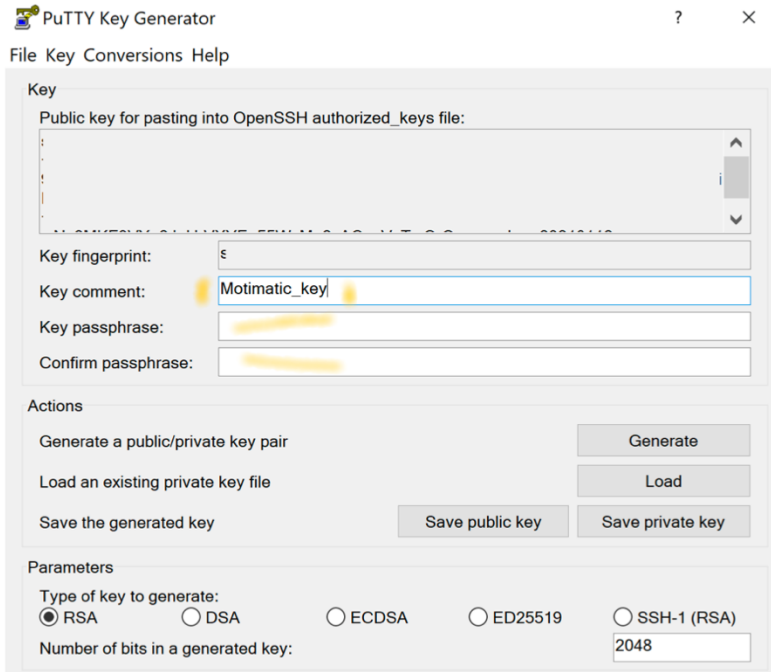 PuTTY Key Generator ? ×
File Key Conversions Help
Key
Public key for pasting into OpenSSH authorized_keys file:
Key fingerprint: s
Key comment: Motimatic_key
Key passphrase:
Confirm passphrase:
Actions
Generate a public/private key pair Generate
Load an existing private key file Load
Save the generated key Save public key Save private key
Parameters
Type of key to generate:
RSA DSA ECDSA ED25519 SSH-1 (RSA)
Number of bits in a generated key: 2048